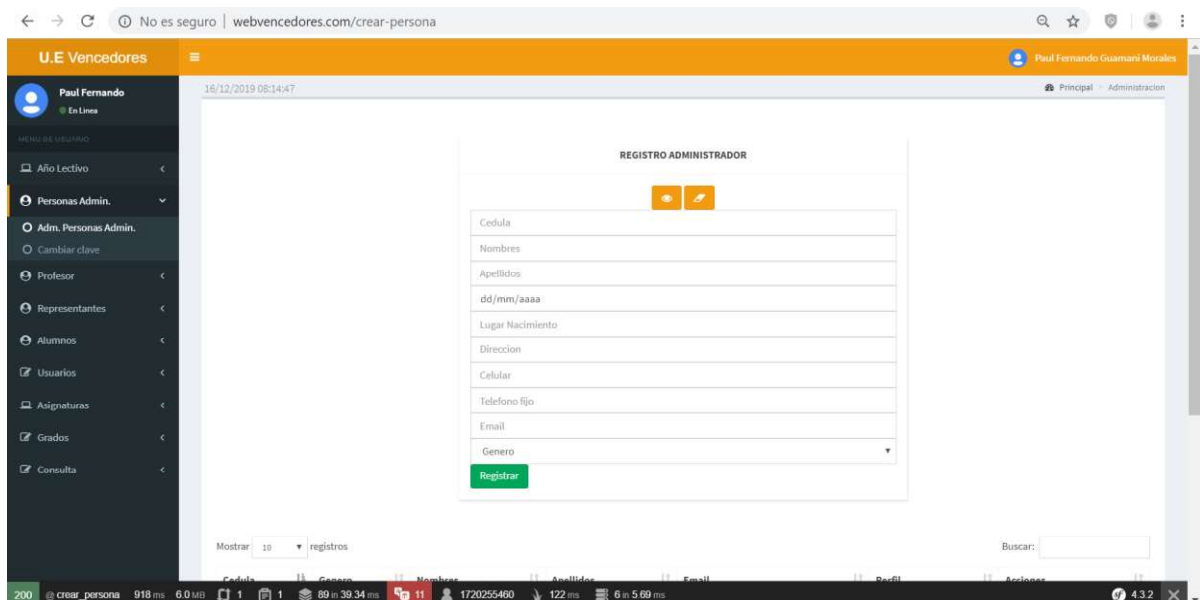 No es seguro | webvencedores.com/crear-persona
U.E Vencedores
Paul Fernando Guamani Morales
Paul Fernando
En Linea
16/12/2019 08:14:47
Principal > Administracion
MENU DE USUARIO
Año Lectivo
Personas Admin.
Adm. Personas Admin.
Cambiar clave
Profesor
Representantes
Alumnos
Usuarios
Asignaturas
Grados
Consulta
REGISTRO ADMINISTRADOR
Cedula
Nombres
Apellidos
dd/mm/aaaa
Lugar Nacimiento
Direccion
Celular
Telefono fijo
Email
Genero
Registrar
Mostrar 10 registros
Buscar:
Cedula Genero Nombres Apellidos Email Perfil Acciones
200 @ crear_persona 918 ms 6.0 MB 1 1 89 in 39.34 ms 11 1720255460 122 ms 6 in 5.69 ms 4.3.2